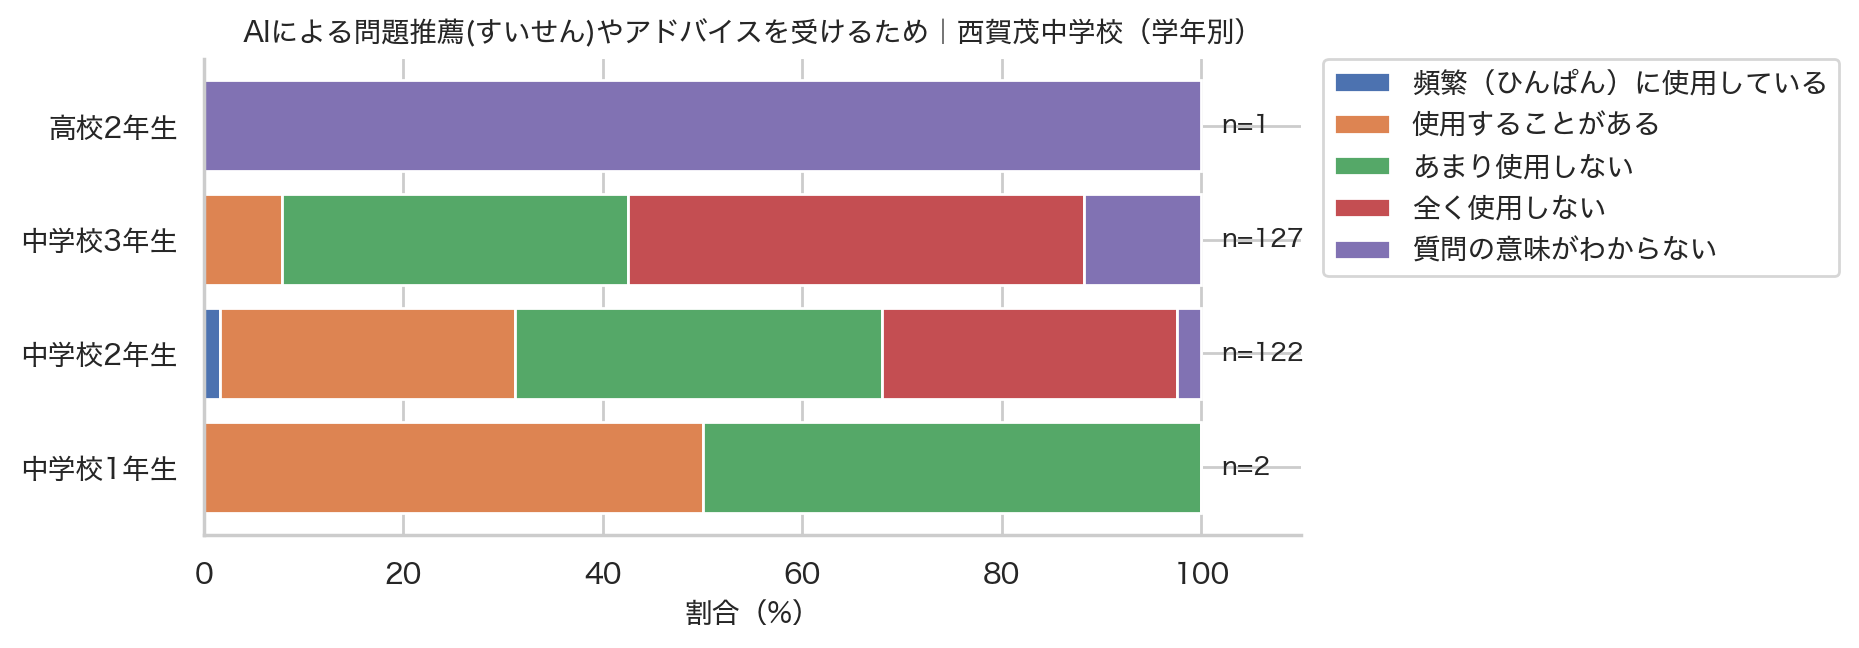 AIによる問題推薦(すいせん)やアドバイスを受けるため｜西賀茂中学校（学年別）
高校2年生
n=1
中学校3年生
n=127
中学校2年生
n=122
中学校1年生
n=2
0 20 40 60 80 100
割合（%）
頻繁（ひんぱん）に使用している
使用することがある
あまり使用しない
全く使用しない
質問の意味がわからない